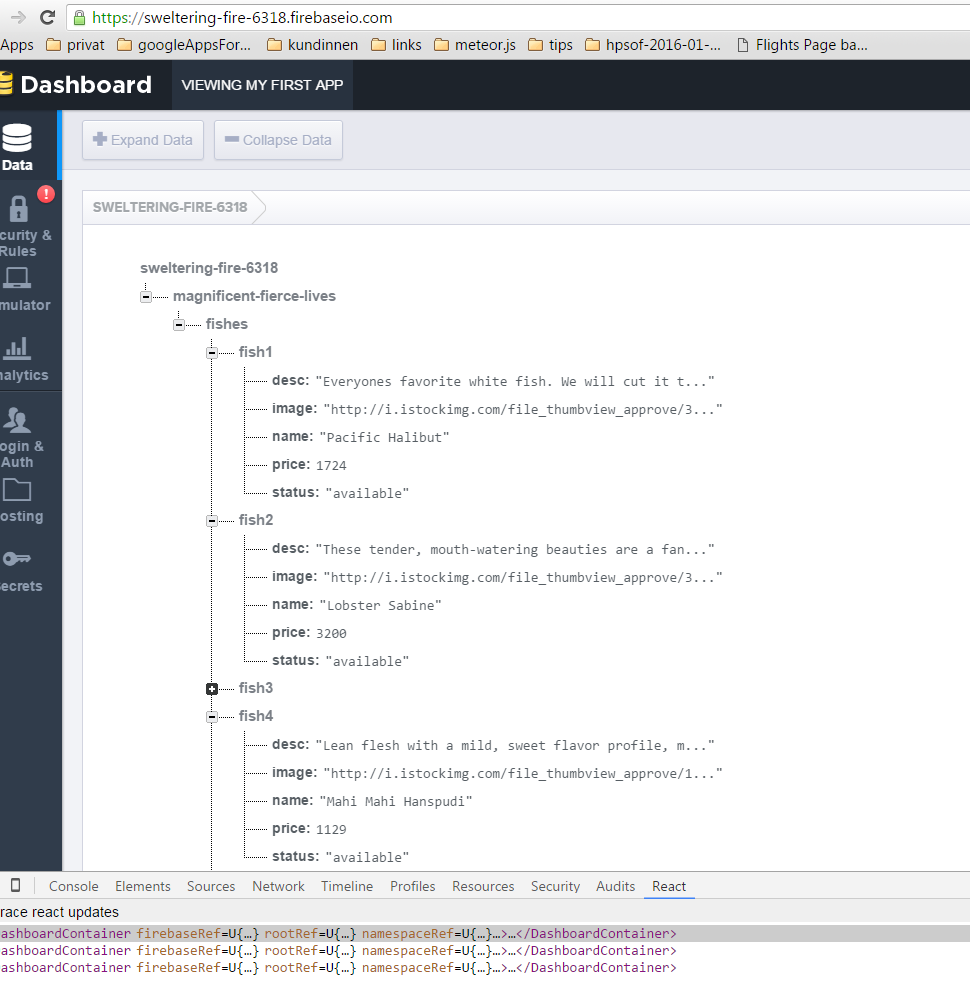 https://sweltering-fire-6318.firebaseio.com
Apps privat googleAppsFor... kundinnen links meteor.js tips hpsof-2016-01-... Flights Page ba...
Dashboard VIEWING MY FIRST APP
Expand Data Collapse Data
Data
SWELTERING-FIRE-6318
curity &
Rules
mulator
nalytics
ogin &
Auth
osting
ecrets
sweltering-fire-6318
magnificent-fierce-lives
fishes
fish1
desc: "Everyones favorite white fish. We will cut it t..."
image: "http://i.istockimg.com/file_thumbview_approve/3..."
name: "Pacific Halibut"
price: 1724
status: "available"
fish2
desc: "These tender, mouth-watering beauties are a fan..."
image: "http://i.istockimg.com/file_thumbview_approve/3..."
name: "Lobster Sabine"
price: 3200
status: "available"
fish3
fish4
desc: "Lean flesh with a mild, sweet flavor profile, m..."
image: "http://i.istockimg.com/file_thumbview_approve/1..."
name: "Mahi Mahi Hanspudi"
price: 1129
status: "available"
Console Elements Sources Network Timeline Profiles Resources Security Audits React
race react updates
ashboardContainer firebaseRef=U{…} rootRef=U{…} namespaceRef=U{…}…>…</DashboardContainer>
ashboardContainer firebaseRef=U{…} rootRef=U{…} namespaceRef=U{…}…>…</DashboardContainer>
ashboardContainer firebaseRef=U{…} rootRef=U{…} namespaceRef=U{…}…>…</DashboardContainer>